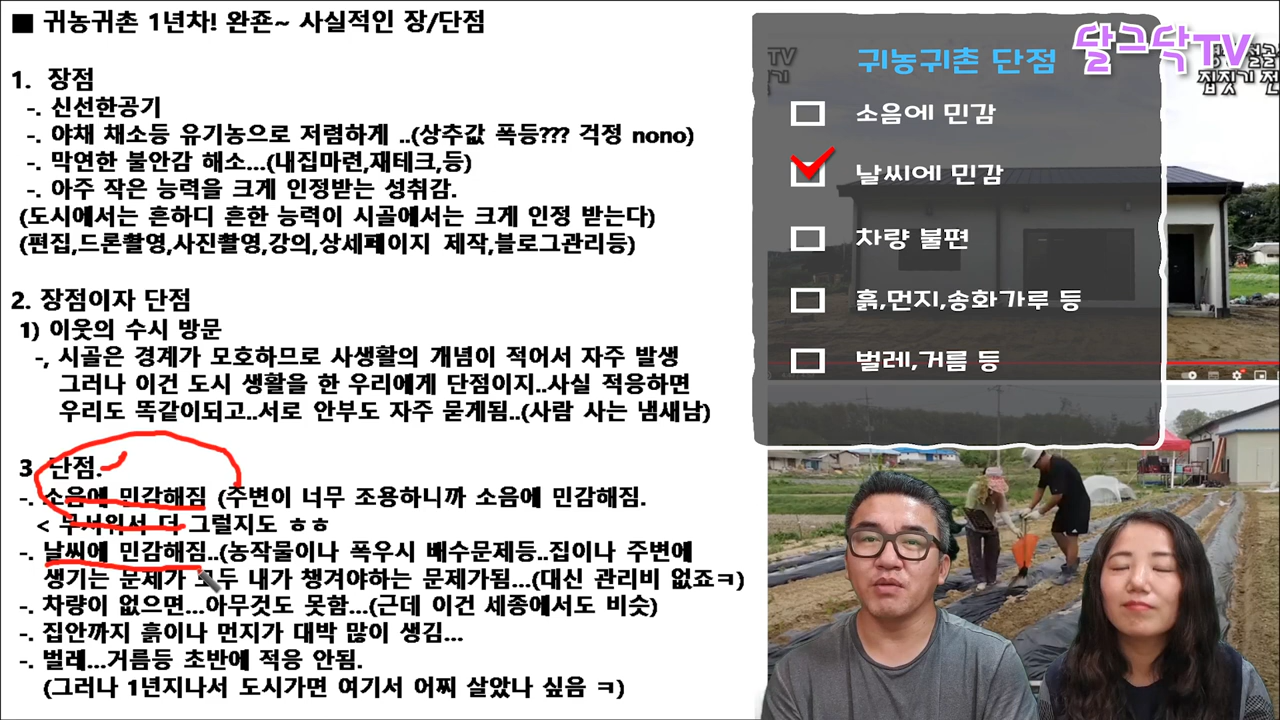 ■ 귀농귀촌 1년차! 완죤~ 사실적인 장/단점
1. 장점
-. 신선한공기
-. 야채 채소등 유기농으로 저렴하게 ..(상추값 폭등??? 걱정 nono)
-. 막연한 불안감 해소...(내집마련,재테크,등)
-. 아주 작은 능력을 크게 인정받는 성취감.
(도시에서는 흔하디 흔한 능력이 시골에서는 크게 인정 받는다)
(편집,드론촬영,사진촬영,강의,상세페이지 제작,블로그관리등)
2. 장점이자 단점
1) 이웃의 수시 방문
-, 시골은 경계가 모호하므로 사생활의 개념이 적어서 자주 발생
그러나 이건 도시 생활을 한 우리에게 단점이지..사실 적응하면
우리도 똑같이되고..서로 안부도 자주 묻게됨..(사람 사는 냄새남)
3. 단점.
-. 소음에 민감해짐 (주변이 너무 조용하니까 소음에 민감해짐.
< 무서워서 더 그럴지도 ㅎㅎ
-. 날씨에 민감해짐..(농작물이나 폭우시 배수문제등..집이나 주변에
생기는 문제가 모두 내가 챙겨야하는 문제가됨...(대신 관리비 없죠ㅋ)
-. 차량이 없으면...아무것도 못함...(근데 이건 세종에서도 비슷)
-. 집안까지 흙이나 먼지가 대박 많이 생김...
-. 벌레...거름등 초반에 적응 안됨.
(그러나 1년지나서 도시가면 여기서 어찌 살았나 싶음 ㅋ)
달그닥TV
TV
기
집짓기 전
귀농귀촌 단점
소음에 민감
날씨에 민감
차량 불편
흙,먼지,송화가루 등
벌레,거름 등